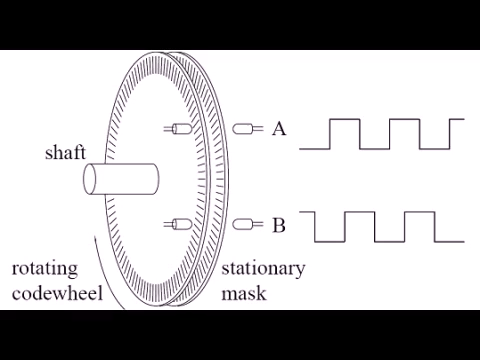 A
shaft
B
rotating
codewheel
stationary
mask